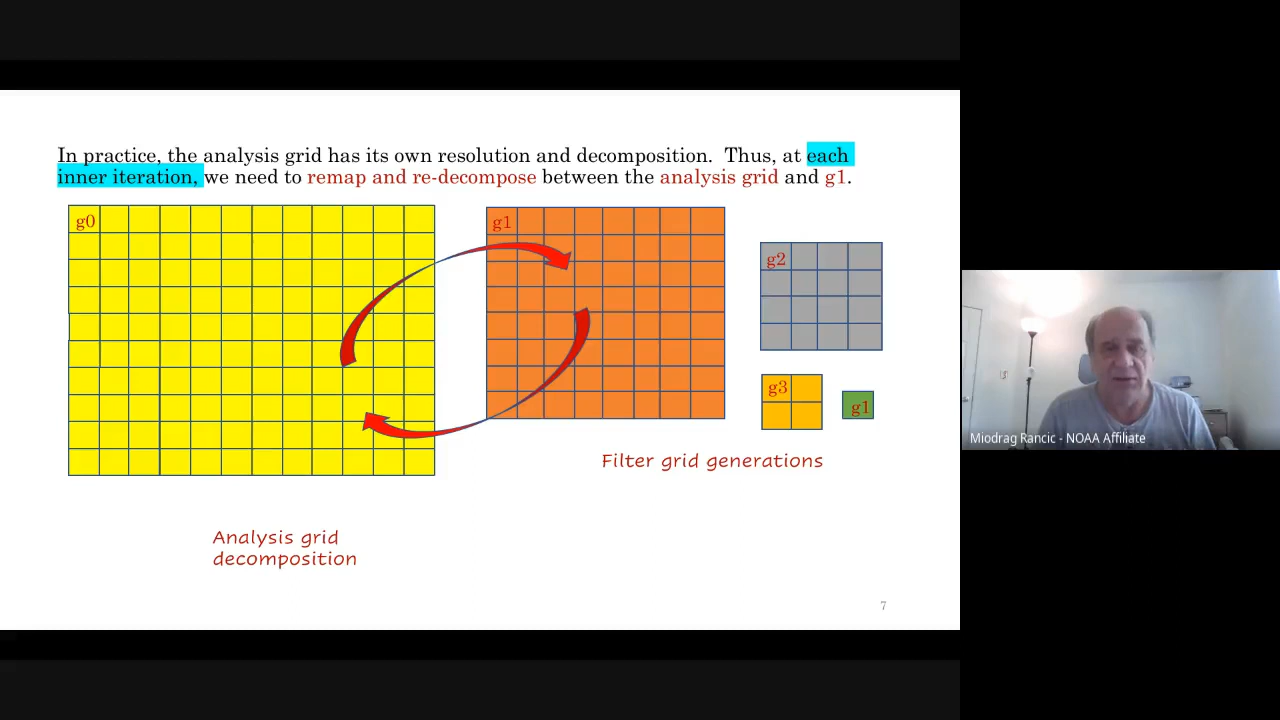 In practice, the analysis grid has its own resolution and decomposition. Thus, at each
inner iteration, we need to remap and re-decompose between the analysis grid and g1.
g0
g1
g2
g3
g1
Filter grid generations
Analysis grid
decomposition
7
Miodrag Rancic - NOAA Affiliate